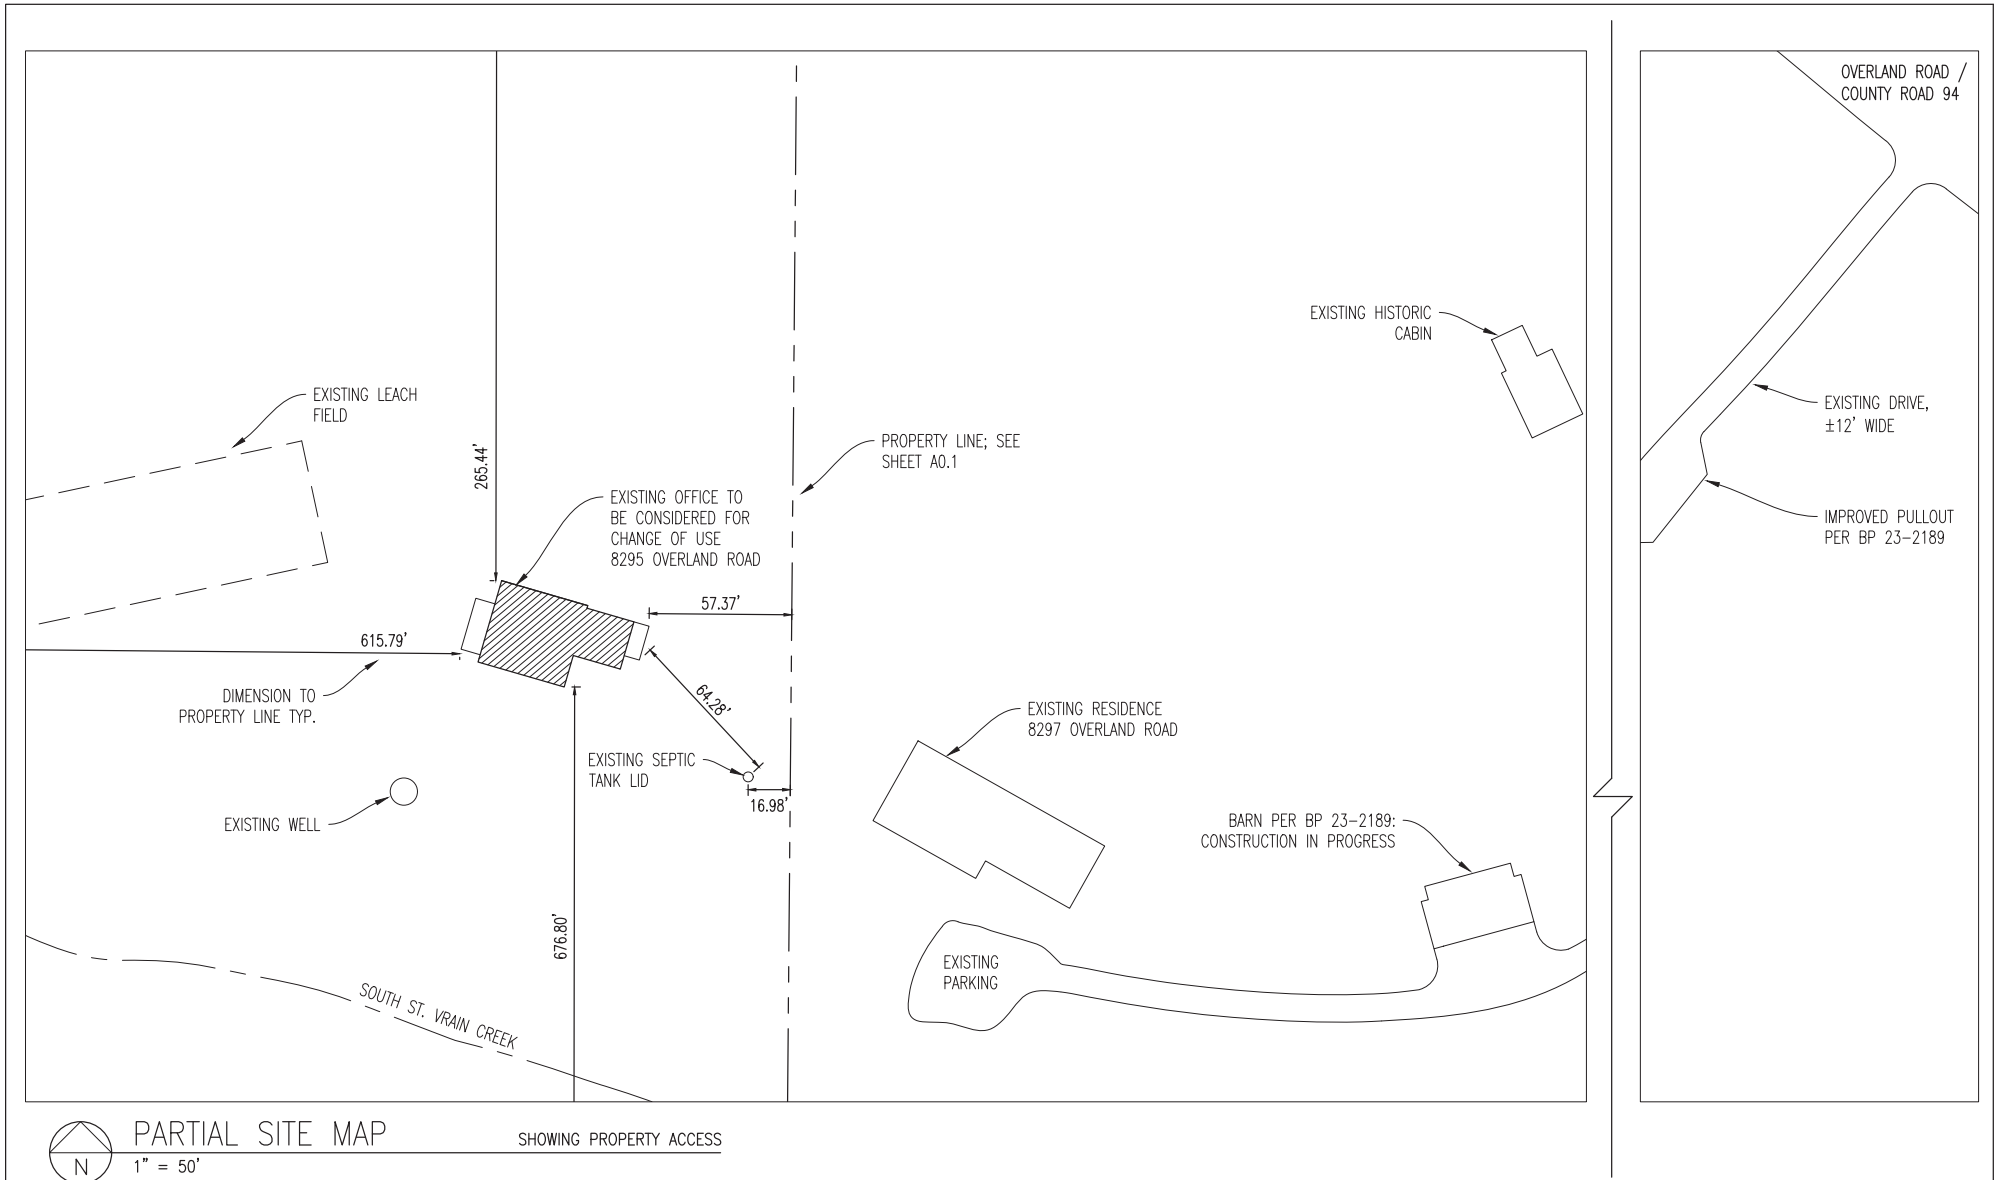 OVERLAND ROAD /
COUNTY ROAD 94
EXISTING HISTORIC
CABIN
EXISTING LEACH
FIELD
EXISTING DRIVE,
±12' WIDE
265.44'
PROPERTY LINE; SEE
SHEET A0.1
EXISTING OFFICE TO
BE CONSIDERED FOR
CHANGE OF USE
8295 OVERLAND ROAD
IMPROVED PULLOUT
PER BP 23-2189
57.37'
615.79'
DIMENSION TO
PROPERTY LINE TYP.
64.28'
EXISTING RESIDENCE
8297 OVERLAND ROAD
EXISTING SEPTIC
TANK LID
16.98'
EXISTING WELL
BARN PER BP 23-2189:
CONSTRUCTION IN PROGRESS
676.80'
EXISTING
PARKING
SOUTH ST. VRAIN CREEK
PARTIAL SITE MAP
SHOWING PROPERTY ACCESS
N
1" = 50'